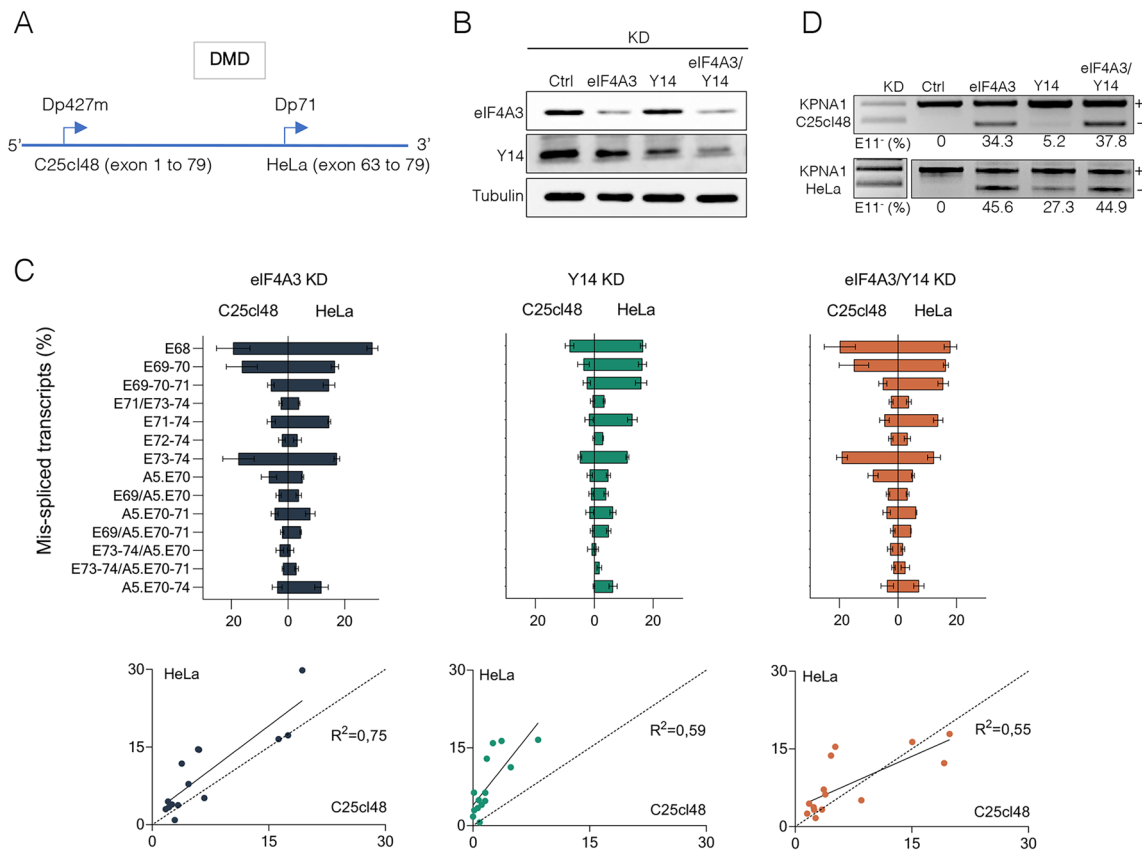 A
DMD
Dp427m
Dp71
5'
3'
C25cl48 (exon 1 to 79)
HeLa (exon 63 to 79)
B
KD
Ctrl eIF4A3 Y14 eIF4A3/
Y14
eIF4A3
Y14
Tubulin
D
KD Ctrl eIF4A3 Y14 eIF4A3/
Y14
KPNA1
C25cl48
+
-
E11⁻ (%) 0 34.3 5.2 37.8
KPNA1
HeLa
+
-
E11⁻ (%) 0 45.6 27.3 44.9
C
Mis-spliced transcripts (%)
eIF4A3 KD
C25cl48 HeLa
E68
E69-70
E69-70-71
E71/E73-74
E71-74
E72-74
E73-74
A5.E70
E69/A5.E70
A5.E70-71
E69/A5.E70-71
E73-74/A5.E70
E73-74/A5.E70-71
A5.E70-74
20 0 20
Y14 KD
C25cl48 HeLa
20 0 20
eIF4A3/Y14 KD
C25cl48 HeLa
20 0 20
30
HeLa
15
R²=0,75
C25cl48
0
0 15 30
30
HeLa
15
R²=0,59
C25cl48
0
0 15 30
30
HeLa
15
R²=0,55
C25cl48
0
0 15 30